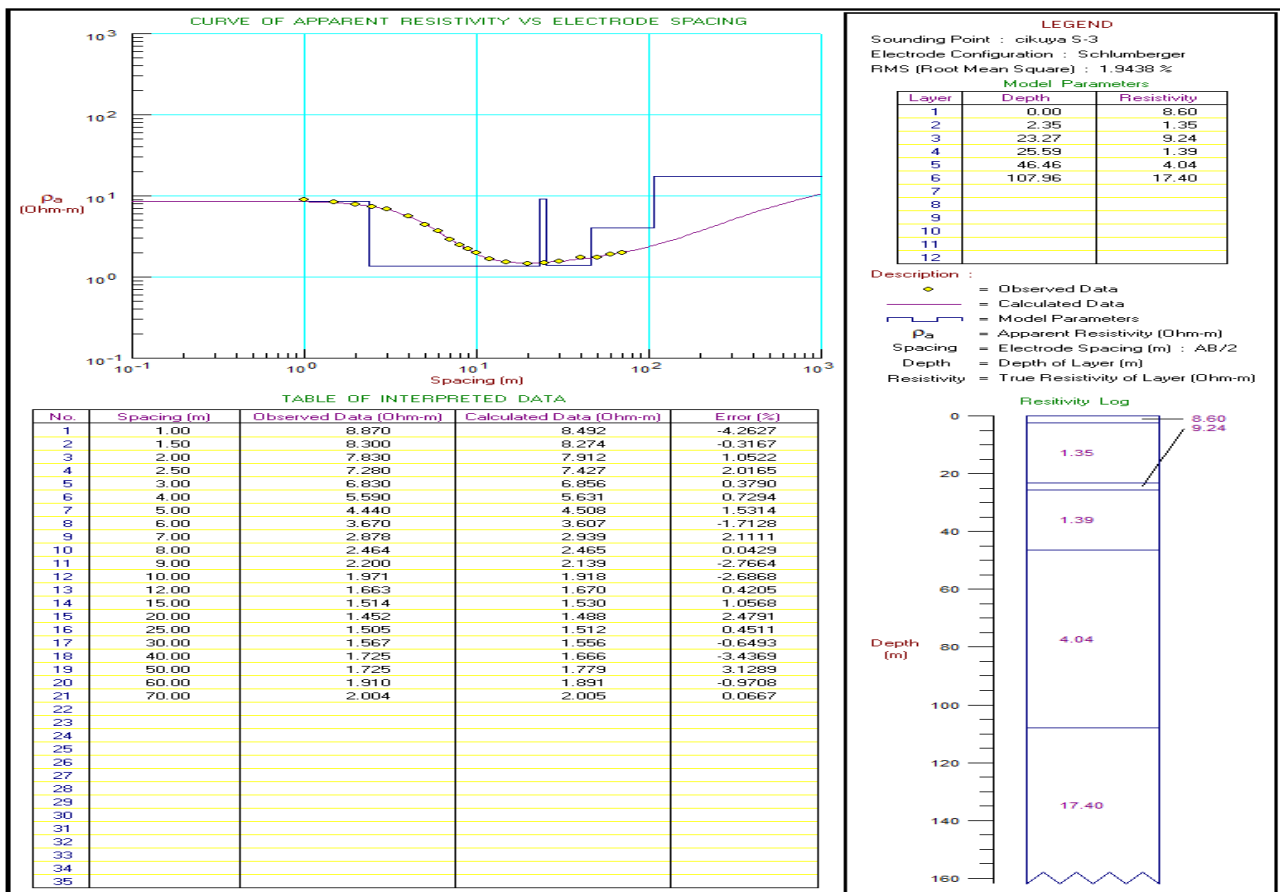 CURVE OF APPARENT RESISTIVITY VS ELECTRODE SPACING
10³
10²
10¹
10⁰
10⁻¹
ρa
(Ohm-m)
10⁻¹ 10⁰ 10¹ 10² 10³
Spacing (m)
TABLE OF INTERPRETED DATA
No. Spacing (m) Observed Data (Ohm-m) Calculated Data (Ohm-m) Error (%)
1 1.00 8.870 8.492 -4.2627
2 1.50 8.300 8.274 -0.3167
3 2.00 7.830 7.912 1.0522
4 2.50 7.280 7.427 2.0165
5 3.00 6.830 6.856 0.3790
6 4.00 5.590 5.631 0.7294
7 5.00 4.440 4.508 1.5314
8 6.00 3.670 3.607 -1.7128
9 7.00 2.878 2.939 2.1111
10 8.00 2.464 2.465 0.0429
11 9.00 2.200 2.139 -2.7664
12 10.00 1.971 1.918 -2.6868
13 12.00 1.663 1.670 0.4205
14 15.00 1.514 1.530 1.0568
15 20.00 1.452 1.488 2.4791
16 25.00 1.505 1.512 0.4511
17 30.00 1.567 1.556 -0.6493
18 40.00 1.725 1.666 -3.4369
19 50.00 1.725 1.779 3.1289
20 60.00 1.910 1.891 -0.9708
21 70.00 2.004 2.005 0.0667
22
23
24
25
26
27
28
29
30
31
32
33
34
35
LEGEND
Sounding Point : cikuya S-3
Electrode Configuration : Schlumberger
RMS (Root Mean Square) : 1.9438 %
Model Parameters
Layer Depth Resistivity
1 0.00 8.60
2 2.35 1.35
3 23.27 9.24
4 25.59 1.39
5 46.46 4.04
6 107.96 17.40
7
8
9
10
11
12
Description :
= Observed Data
= Calculated Data
= Model Parameters
ρa = Apparent Resistivity (Ohm-m)
Spacing = Electrode Spacing (m) : AB/2
Depth = Depth of Layer (m)
Resistivity = True Resistivity of Layer (Ohm-m)
Resitivity Log
0
20
40
60
80
100
120
140
160
Depth
(m)
8.60
9.24
1.35
1.39
4.04
17.40